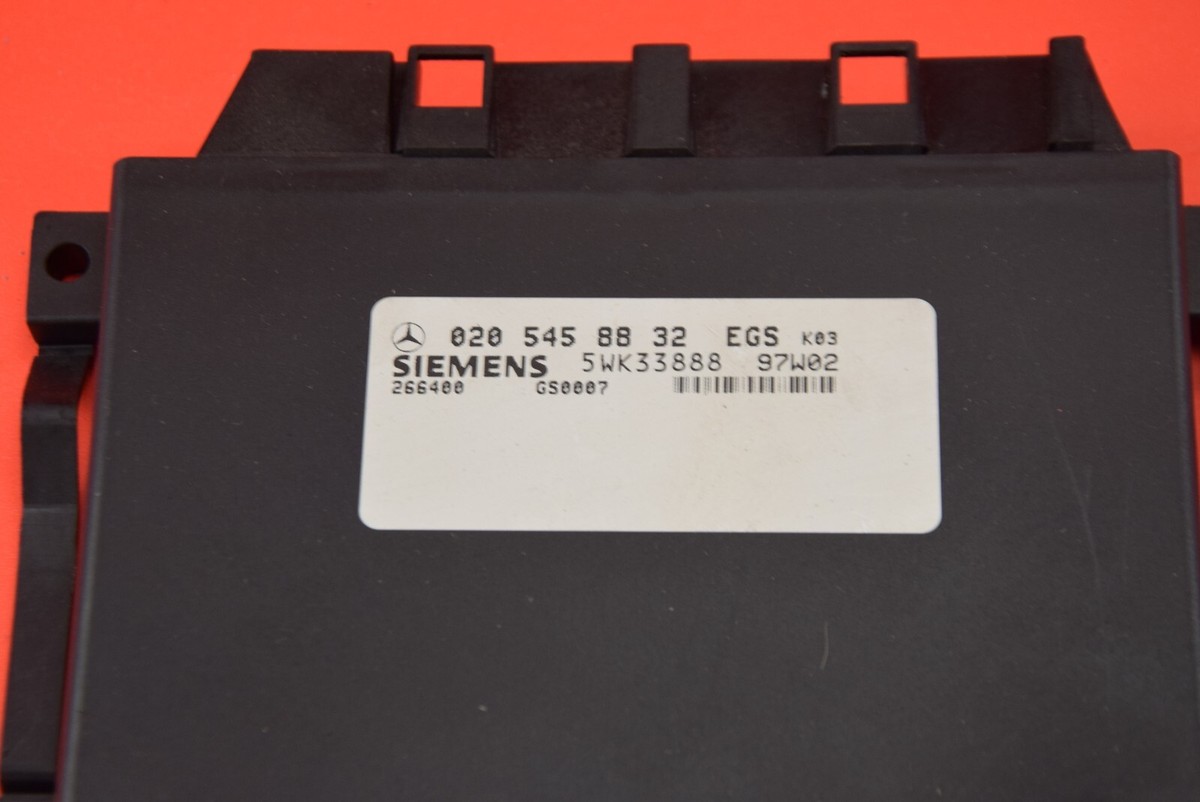 020 545 88 32 EGS K03
SIEMENS 5WK33888 97W02
266400 GS0007